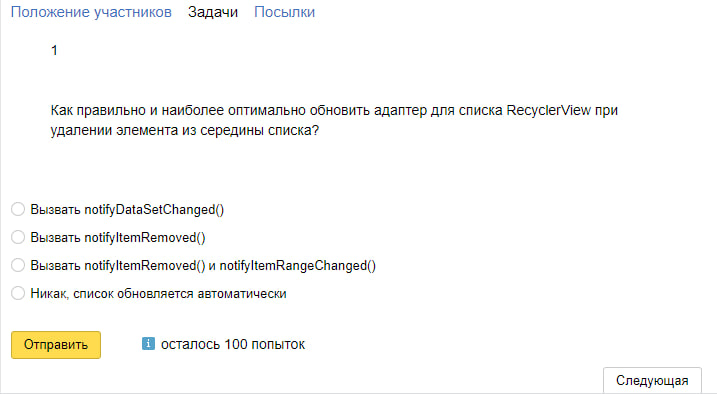 Положение участников Задачи Посылки
1
Как правильно и наиболее оптимально обновить адаптер для списка RecyclerView при
удалении элемента из середины списка?
Вызвать notifyDataSetChanged()
Вызвать notifyItemRemoved()
Вызвать notifyItemRemoved() и notifyItemRangeChanged()
Никак, список обновляется автоматически
Отправить i осталось 100 попыток
Следующая